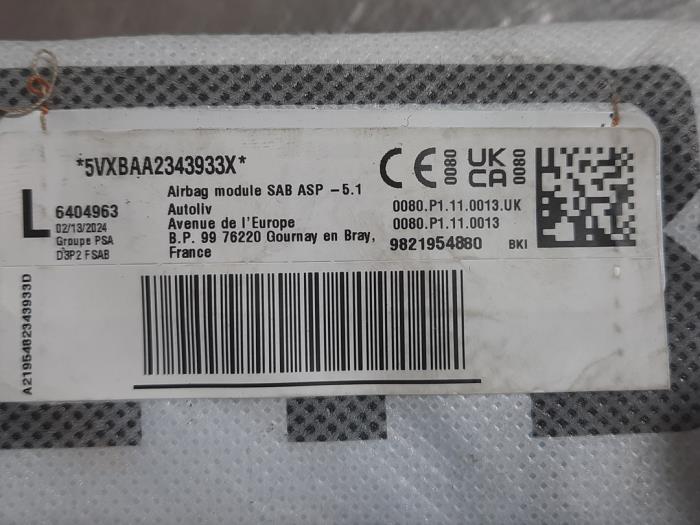 *5VXBAA2343933X*
L
6404963
02/13/2024
Groupe PSA
D3P2 FSAB
Airbag module SAB ASP -5.1
Autoliv
Avenue de l'Europe
B.P. 99 76220 Gournay en Bray,
France
CE 0080 UK CA 0080
0080.P1.11.0013.UK
0080.P1.11.0013
9821954880 BKI
A21954823439330